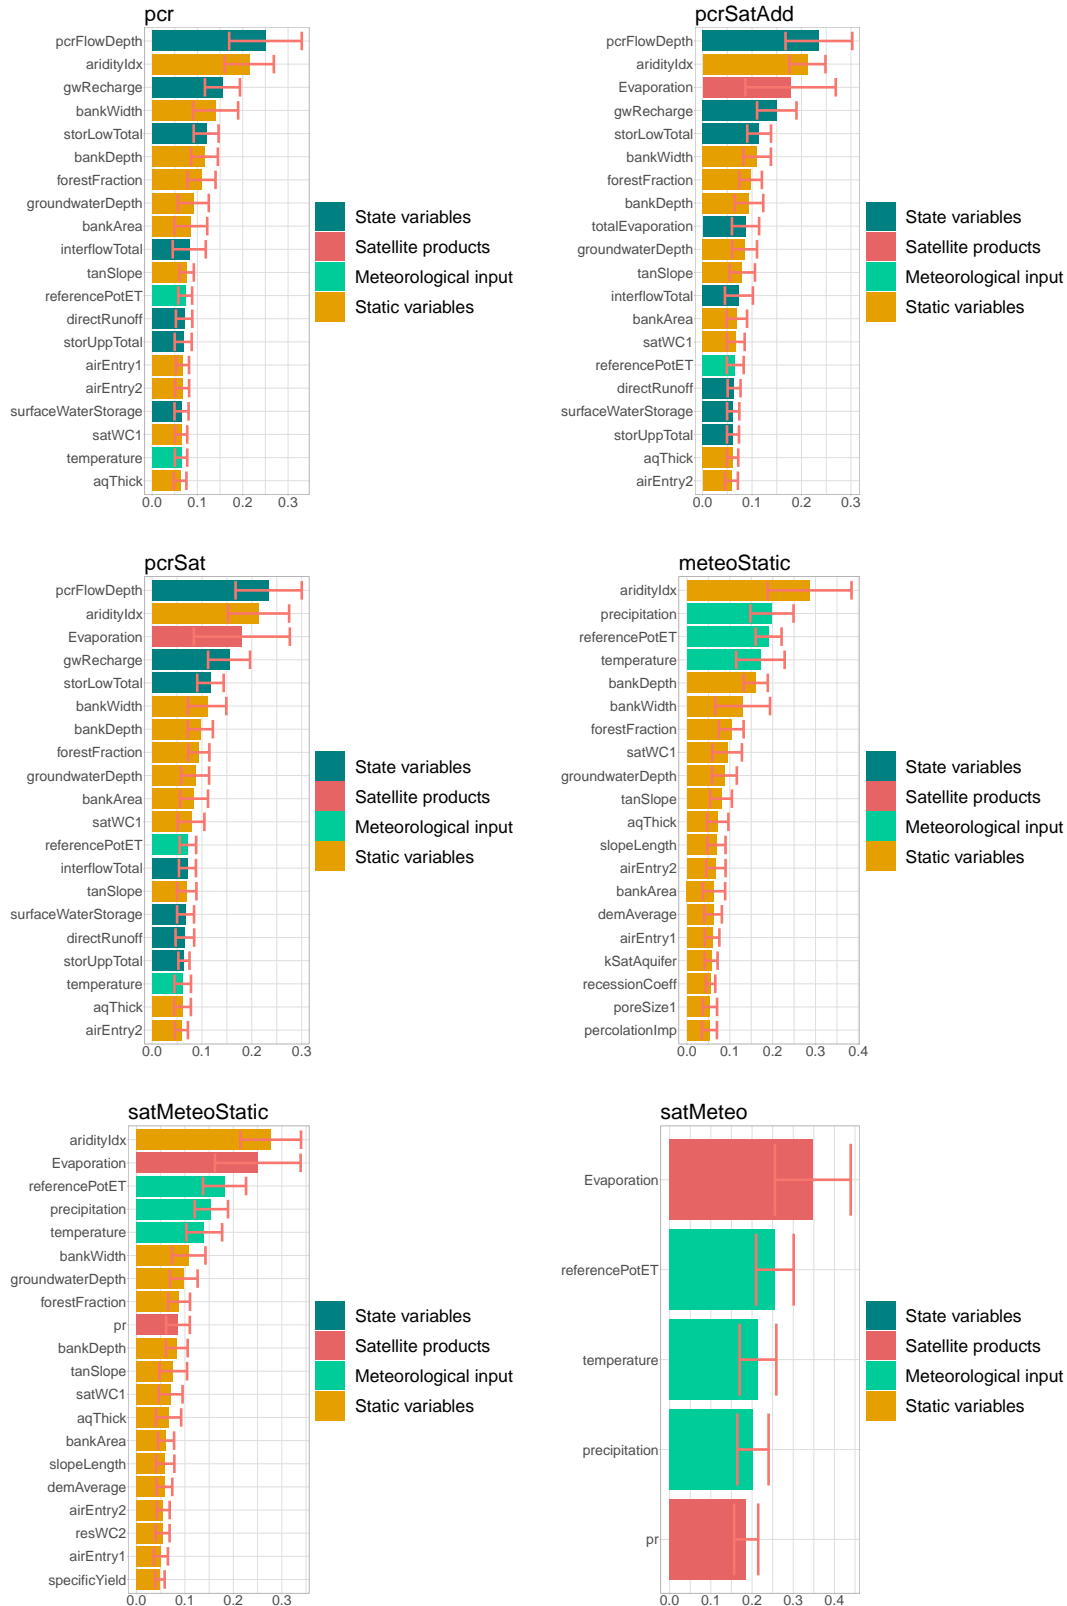 pcr
pcrFlowDepth
aridityIdx
gwRecharge
bankWidth
storLowTotal
bankDepth
forestFraction
groundwaterDepth
bankArea
interflowTotal
tanSlope
referencePotET
directRunoff
storUppTotal
airEntry1
airEntry2
surfaceWaterStorage
satWC1
temperature
aqThick
0.0 0.1 0.2 0.3
State variables
Satellite products
Meteorological input
Static variables
pcrSatAdd
pcrFlowDepth
aridityIdx
Evaporation
gwRecharge
storLowTotal
bankWidth
forestFraction
bankDepth
totalEvaporation
groundwaterDepth
tanSlope
interflowTotal
bankArea
satWC1
referencePotET
directRunoff
surfaceWaterStorage
storUppTotal
aqThick
airEntry2
0.0 0.1 0.2 0.3
State variables
Satellite products
Meteorological input
Static variables
pcrSat
pcrFlowDepth
aridityIdx
Evaporation
gwRecharge
storLowTotal
bankWidth
bankDepth
forestFraction
groundwaterDepth
bankArea
satWC1
referencePotET
interflowTotal
tanSlope
surfaceWaterStorage
directRunoff
storUppTotal
temperature
aqThick
airEntry2
0.0 0.1 0.2 0.3
State variables
Satellite products
Meteorological input
Static variables
meteoStatic
aridityIdx
precipitation
referencePotET
temperature
bankDepth
bankWidth
forestFraction
satWC1
groundwaterDepth
tanSlope
aqThick
slopeLength
airEntry2
bankArea
demAverage
airEntry1
kSatAquifer
recessionCoeff
poreSize1
percolationImp
0.0 0.1 0.2 0.3 0.4
State variables
Satellite products
Meteorological input
Static variables
satMeteoStatic
aridityIdx
Evaporation
referencePotET
precipitation
temperature
bankWidth
groundwaterDepth
forestFraction
pr
bankDepth
tanSlope
satWC1
aqThick
bankArea
slopeLength
demAverage
airEntry2
resWC2
airEntry1
specificYield
0.0 0.1 0.2 0.3
State variables
Satellite products
Meteorological input
Static variables
satMeteo
Evaporation
referencePotET
temperature
precipitation
pr
0.0 0.1 0.2 0.3 0.4
State variables
Satellite products
Meteorological input
Static variables